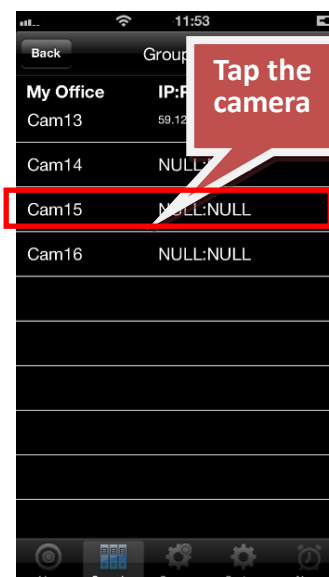 11:53
Back Group
Tap the
camera
My Office IP:P
Cam13 59.12
Cam14 NULL:
Cam15 NULL:NULL
Cam16 NULL:NULL